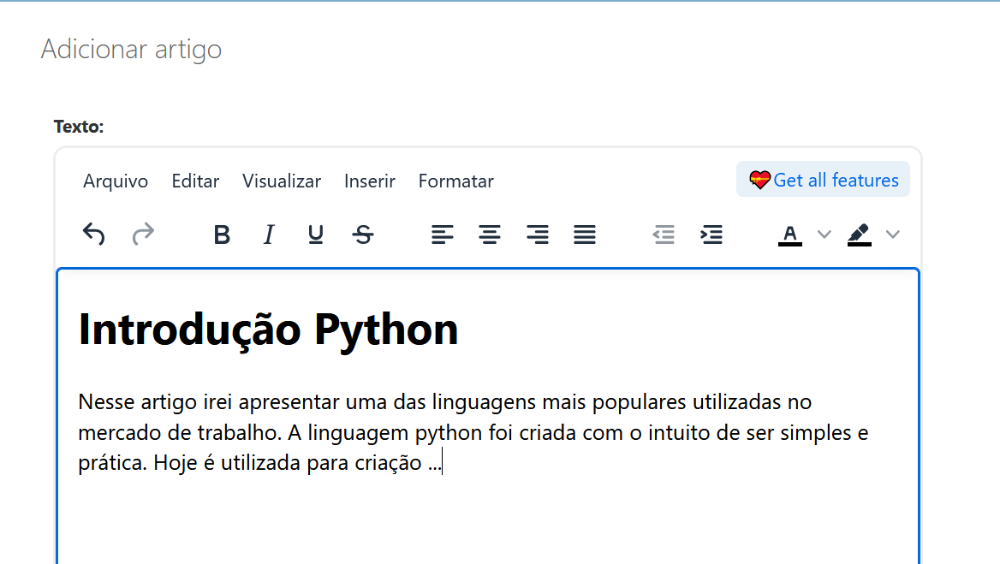 Adicionar artigo
Texto:
Arquivo Editar Visualizar Inserir Formatar Get all features
B I U S A
Introdução Python
Nesse artigo irei apresentar uma das linguagens mais populares utilizadas no
mercado de trabalho. A linguagem python foi criada com o intuito de ser simples e
prática. Hoje é utilizada para criação ...